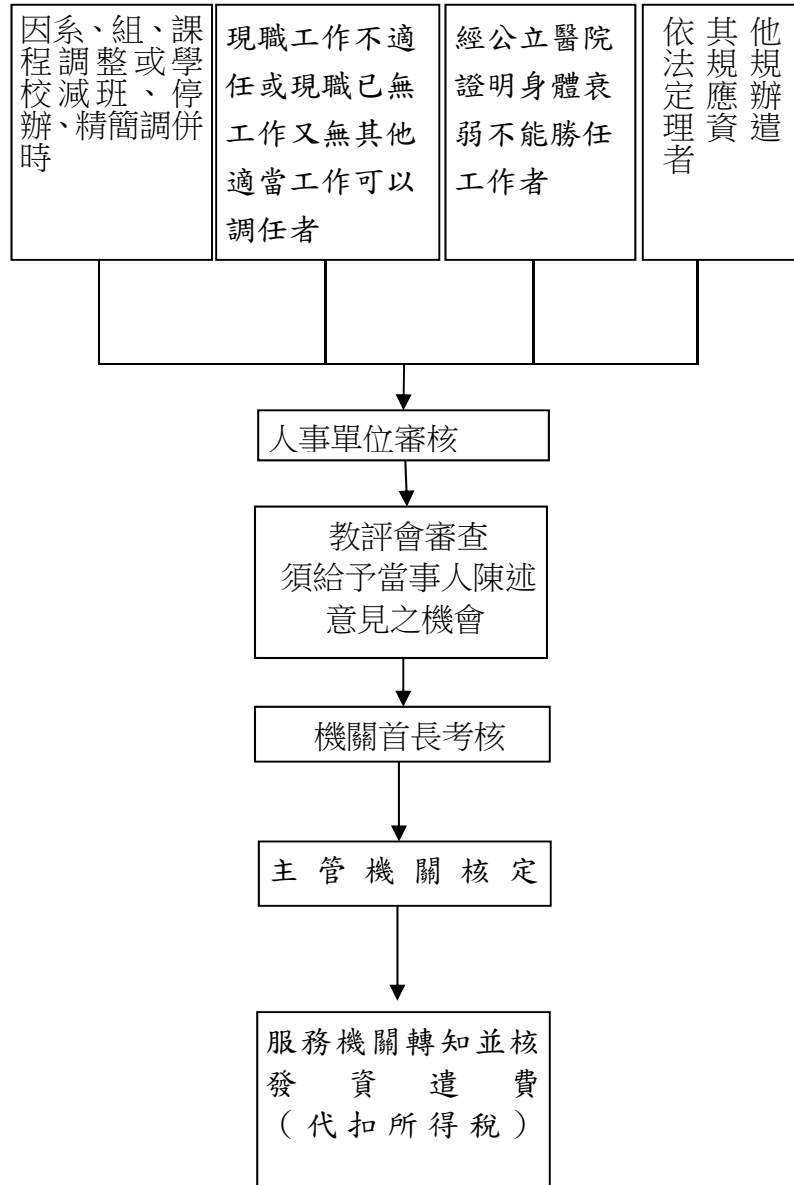 因系、組、課
程調整或學
校减班、停
辦、精簡調併
時
現職工作不適
任或現職已無
工作又無其他
適當工作可以
調任者
經公立醫院
證明身體衰
弱不能勝任
工作者
依其他
法規規
定應辦
理資遣
者
人事單位審核
教評會審查
須給予當事人陳述
意見之機會
機關首長考核
主管機關核定
服務機關轉知並核
發資遣費
(代扣所得稅)